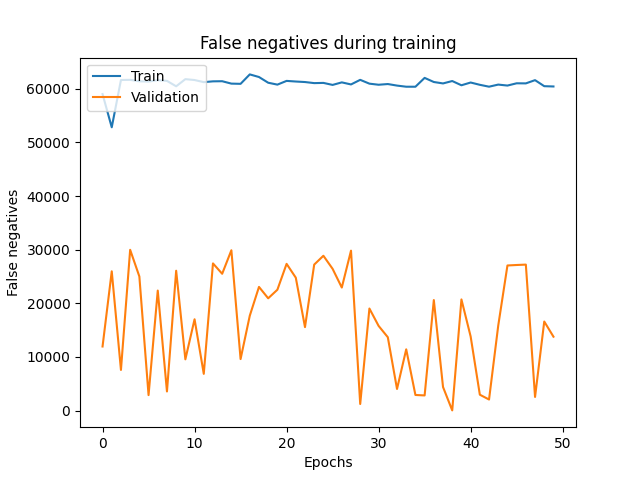 False negatives during training
Train
Validation
60000
50000
40000
30000
20000
10000
0
False negatives
0 10 20 30 40 50
Epochs